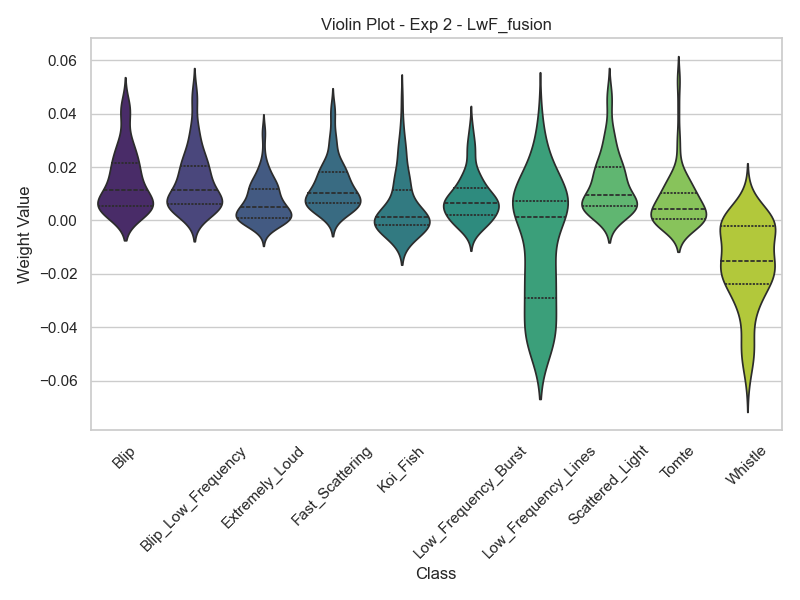 Violin Plot - Exp 2 - LwF_fusion
0.06
0.04
0.02
0.00
−0.02
−0.04
−0.06
Weight Value
Blip
Blip_Low_Frequency
Extremely_Loud
Fast_Scattering
Koi_Fish
Low_Frequency_Burst
Low_Frequency_Lines
Scattered_Light
Tomte
Whistle
Class